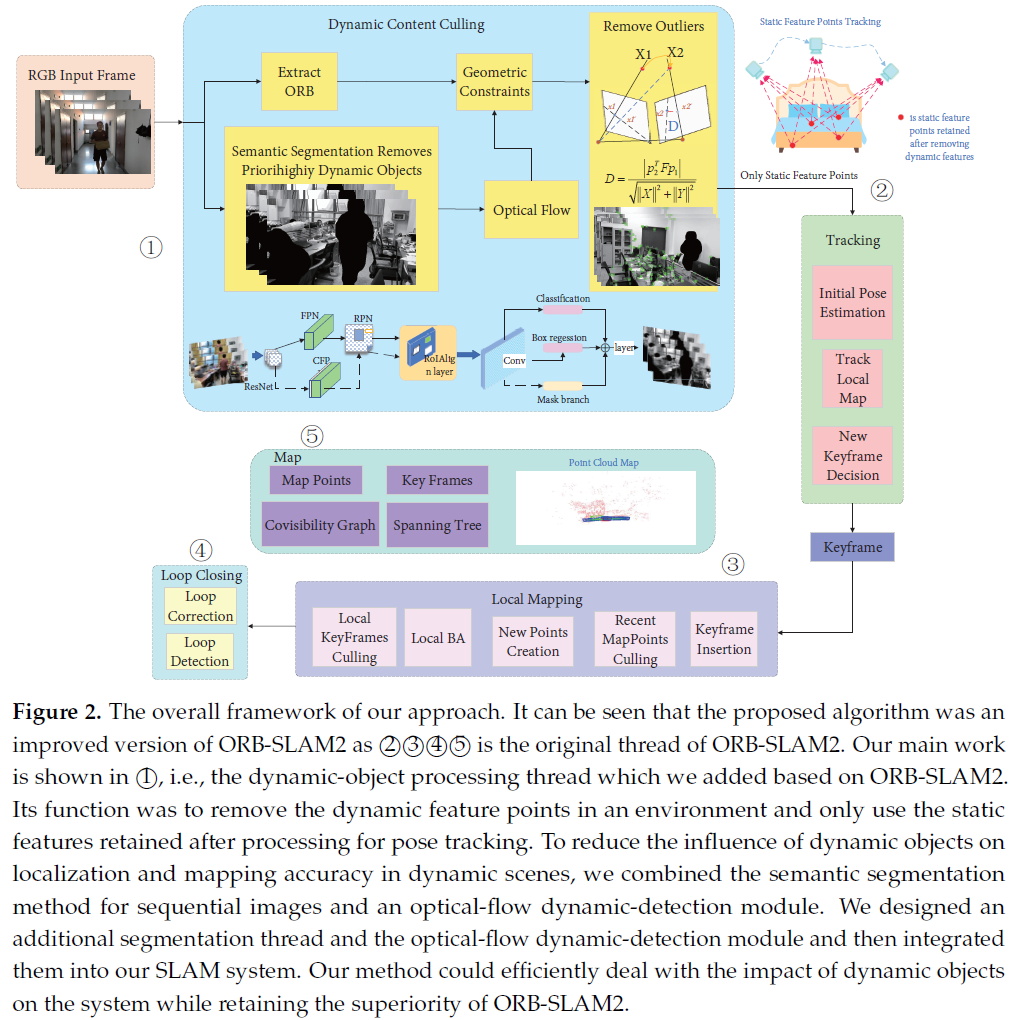 Dynamic Content Culling
RGB Input Frame
Extract
ORB
Geometric
Constraints
Semantic Segmentation Removes
Priorihighiy Dynamic Objects
Optical Flow
Remove Outliers
X1
X2
x1
x1'
x2
x2'
D
D = |p₂ᵀFp₁| / √(‖X‖² + ‖Y‖²)
①
FPN
RPN
ResNet
CFP
RoIAlig
n layer
Conv
Classification
Box regression
Mask branch
layer
Static Feature Points Tracking
is static feature
points retained
after removing
dynamic features
Only Static Feature Points
②
Tracking
Initial Pose
Estimation
Track
Local
Map
New
Keyframe
Decision
Keyframe
⑤
Map
Map Points
Key Frames
Covisibility Graph
Spanning Tree
Point Cloud Map
④
Loop Closing
Loop
Correction
Loop
Detection
③
Local Mapping
Local
KeyFrames
Culling
Local BA
New Points
Creation
Recent
MapPoints
Culling
Keyframe
Insertion
Figure 2. The overall framework of our approach. It can be seen that the proposed algorithm was an
improved version of ORB-SLAM2 as ②③④⑤ is the original thread of ORB-SLAM2. Our main work
is shown in ①, i.e., the dynamic-object processing thread which we added based on ORB-SLAM2.
Its function was to remove the dynamic feature points in an environment and only use the static
features retained after processing for pose tracking. To reduce the influence of dynamic objects on
localization and mapping accuracy in dynamic scenes, we combined the semantic segmentation
method for sequential images and an optical-flow dynamic-detection module. We designed an
additional segmentation thread and the optical-flow dynamic-detection module and then integrated
them into our SLAM system. Our method could efficiently deal with the impact of dynamic objects
on the system while retaining the superiority of ORB-SLAM2.